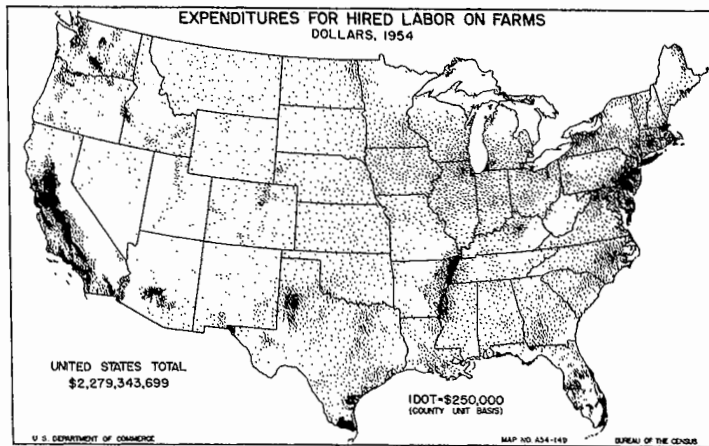 EXPENDITURES FOR HIRED LABOR ON FARMS
DOLLARS, 1954
UNITED STATES TOTAL
$2,279,343,699
1 DOT=$250,000
(COUNTY UNIT BASIS)
U. S. DEPARTMENT OF COMMERCE
MAP NO. A54-149
BUREAU OF THE CENSUS